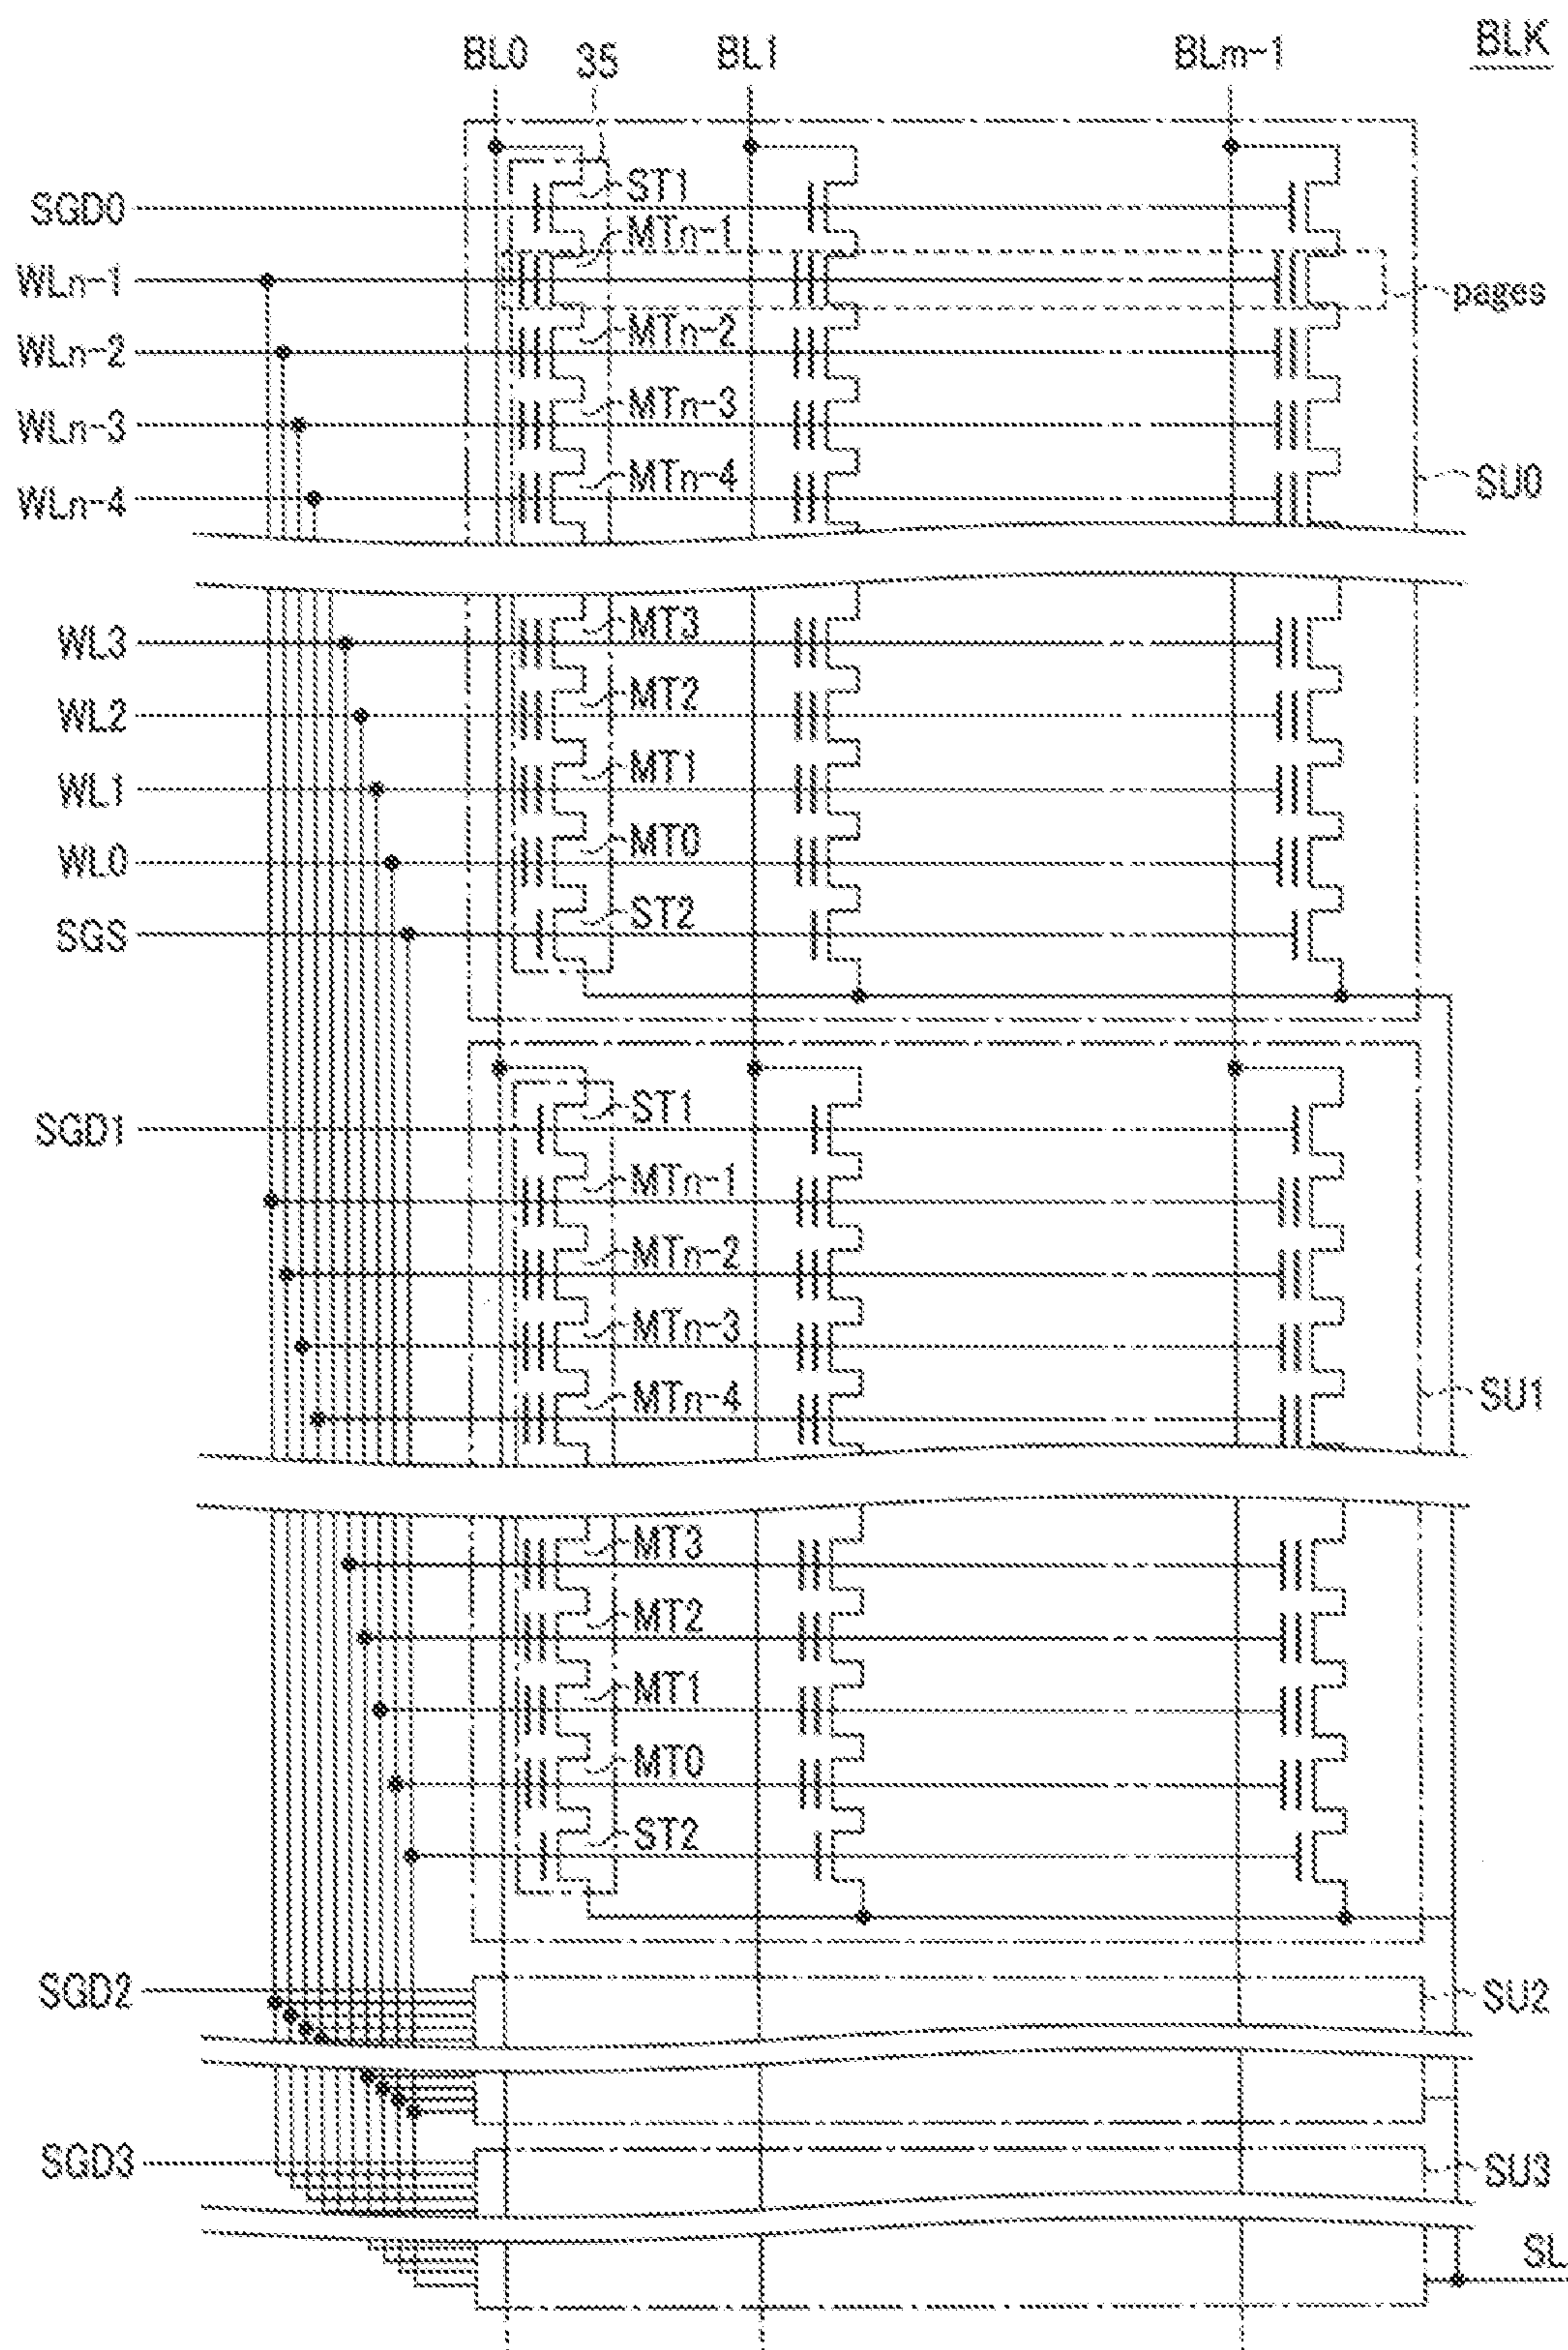 BL0 35 BL1 BLm-1 BLK
SGD0 ST1
MTn-1
WLn-1 pages
MTn-2
WLn-2
MTn-3
WLn-3
MTn-4
WLn-4 SU0
WL3 MT3
WL2 MT2
WL1 MT1
WL0 MT0
SGS ST2
SGD1 ST1
MTn-1
MTn-2
MTn-3
MTn-4 SU1
MT3
MT2
MT1
MT0
ST2
SGD2 SU2
SGD3 SU3
SL